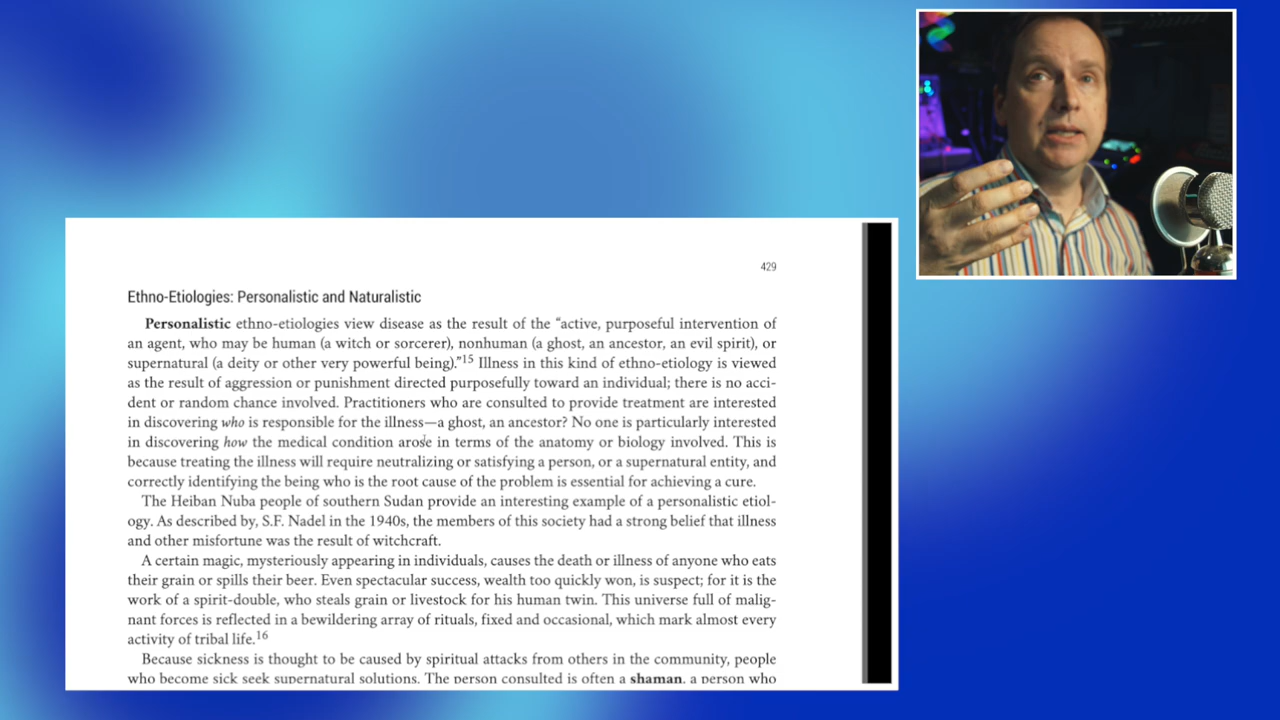 429
Ethno-Etiologies: Personalistic and Naturalistic
Personalistic ethno-etiologies view disease as the result of the “active, purposeful intervention of
an agent, who may be human (a witch or sorcerer), nonhuman (a ghost, an ancestor, an evil spirit), or
supernatural (a deity or other very powerful being).”15 Illness in this kind of ethno-etiology is viewed
as the result of aggression or punishment directed purposefully toward an individual; there is no acci-
dent or random chance involved. Practitioners who are consulted to provide treatment are interested
in discovering who is responsible for the illness—a ghost, an ancestor? No one is particularly interested
in discovering how the medical condition arose in terms of the anatomy or biology involved. This is
because treating the illness will require neutralizing or satisfying a person, or a supernatural entity, and
correctly identifying the being who is the root cause of the problem is essential for achieving a cure.
The Heiban Nuba people of southern Sudan provide an interesting example of a personalistic etiol-
ogy. As described by, S.F. Nadel in the 1940s, the members of this society had a strong belief that illness
and other misfortune was the result of witchcraft.
A certain magic, mysteriously appearing in individuals, causes the death or illness of anyone who eats
their grain or spills their beer. Even spectacular success, wealth too quickly won, is suspect; for it is the
work of a spirit-double, who steals grain or livestock for his human twin. This universe full of malig-
nant forces is reflected in a bewildering array of rituals, fixed and occasional, which mark almost every
activity of tribal life.16
Because sickness is thought to be caused by spiritual attacks from others in the community, people
who become sick seek supernatural solutions. The person consulted is often a shaman, a person who